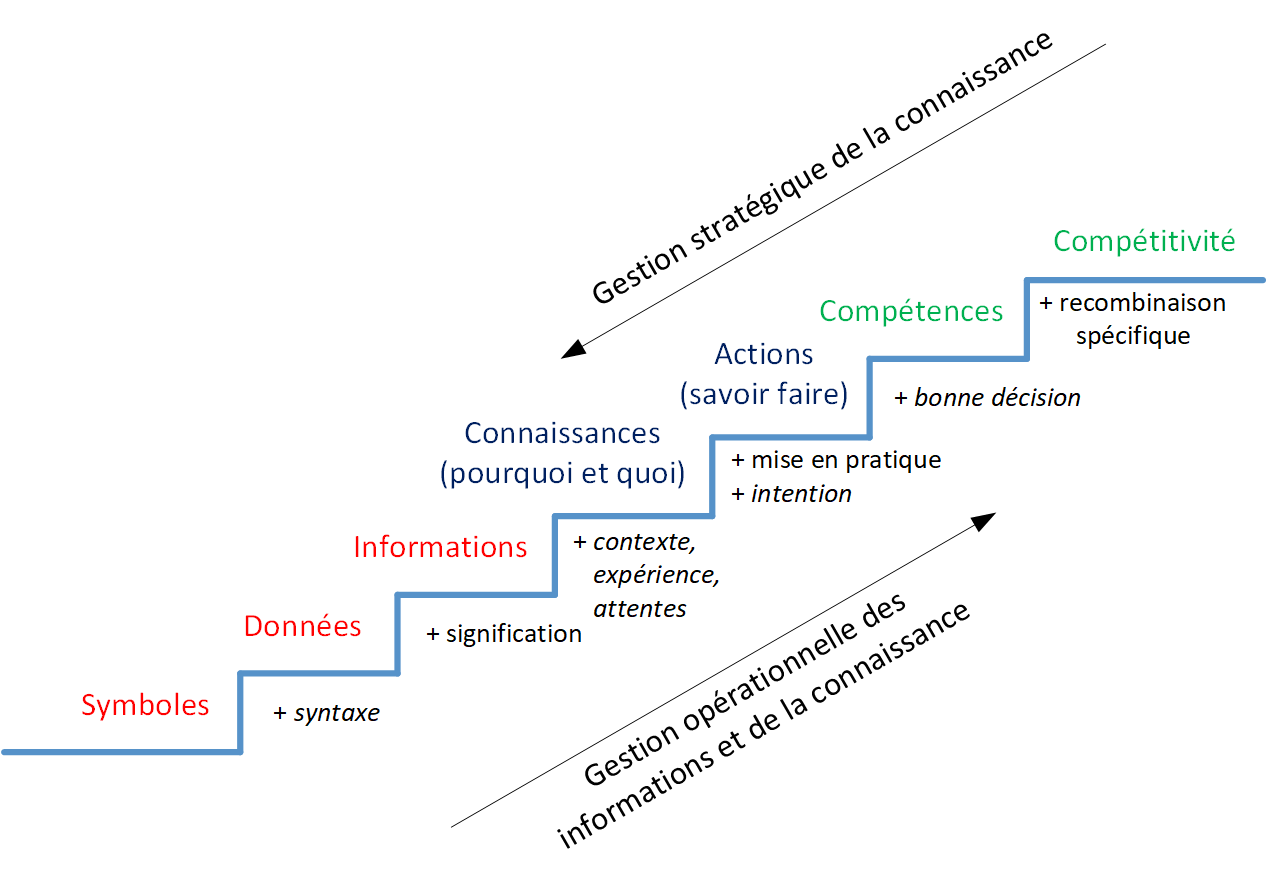 Gestion stratégique de la connaissance
Compétitivité
+ recombinaison
spécifique
Compétences
+ bonne décision
Actions
(savoir faire)
+ mise en pratique
+ intention
Connaissances
(pourquoi et quoi)
+ contexte,
expérience,
attentes
Informations
+ signification
Données
+ syntaxe
Symboles
Gestion opérationnelle des
informations et de la connaissance